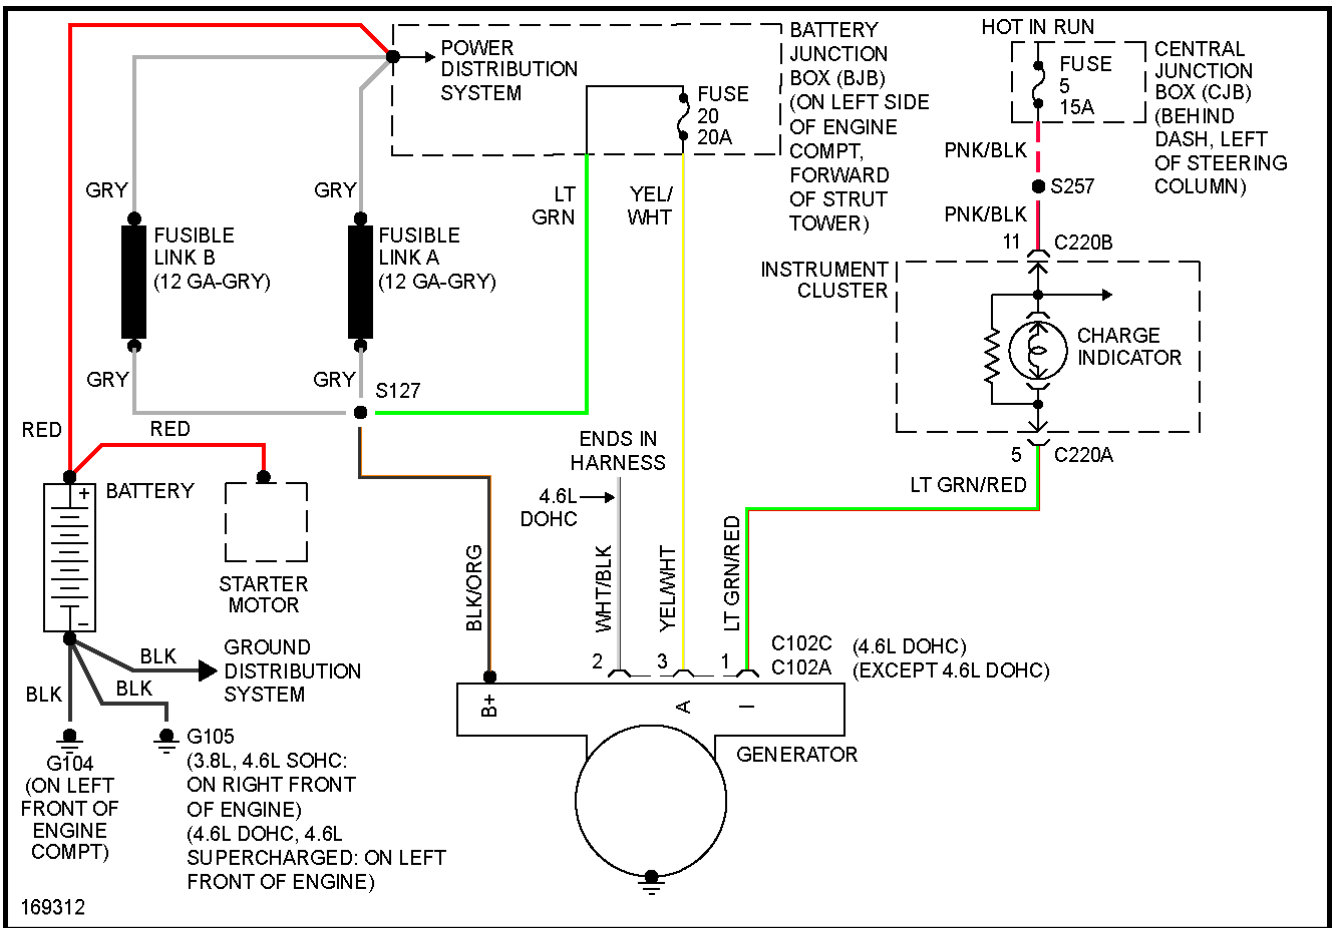 HOT IN RUN
POWER
DISTRIBUTION
SYSTEM
FUSE
20
20A
BATTERY
JUNCTION
BOX (BJB)
(ON LEFT SIDE
OF ENGINE
COMPT,
FORWARD
OF STRUT
TOWER)
FUSE
5
15A
CENTRAL
JUNCTION
BOX (CJB)
(BEHIND
DASH, LEFT
OF STEERING
COLUMN)
PNK/BLK
S257
PNK/BLK
11
C220B
GRY
GRY
LT
GRN
YEL/
WHT
FUSIBLE
LINK B
(12 GA-GRY)
FUSIBLE
LINK A
(12 GA-GRY)
INSTRUMENT
CLUSTER
CHARGE
INDICATOR
GRY
GRY
S127
RED
RED
5
C220A
LT GRN/RED
ENDS IN
HARNESS
4.6L
DOHC
BATTERY
+
–
STARTER
MOTOR
BLK/ORG
WHT/BLK
YEL/WHT
LT GRN/RED
2
3
1
C102C (4.6L DOHC)
C102A (EXCEPT 4.6L DOHC)
BLK
GROUND
DISTRIBUTION
SYSTEM
BLK
BLK
B+
A
I
GENERATOR
G104
(ON LEFT
FRONT OF
ENGINE
COMPT)
G105
(3.8L, 4.6L SOHC:
ON RIGHT FRONT
OF ENGINE)
(4.6L DOHC, 4.6L
SUPERCHARGED: ON LEFT
FRONT OF ENGINE)
169312